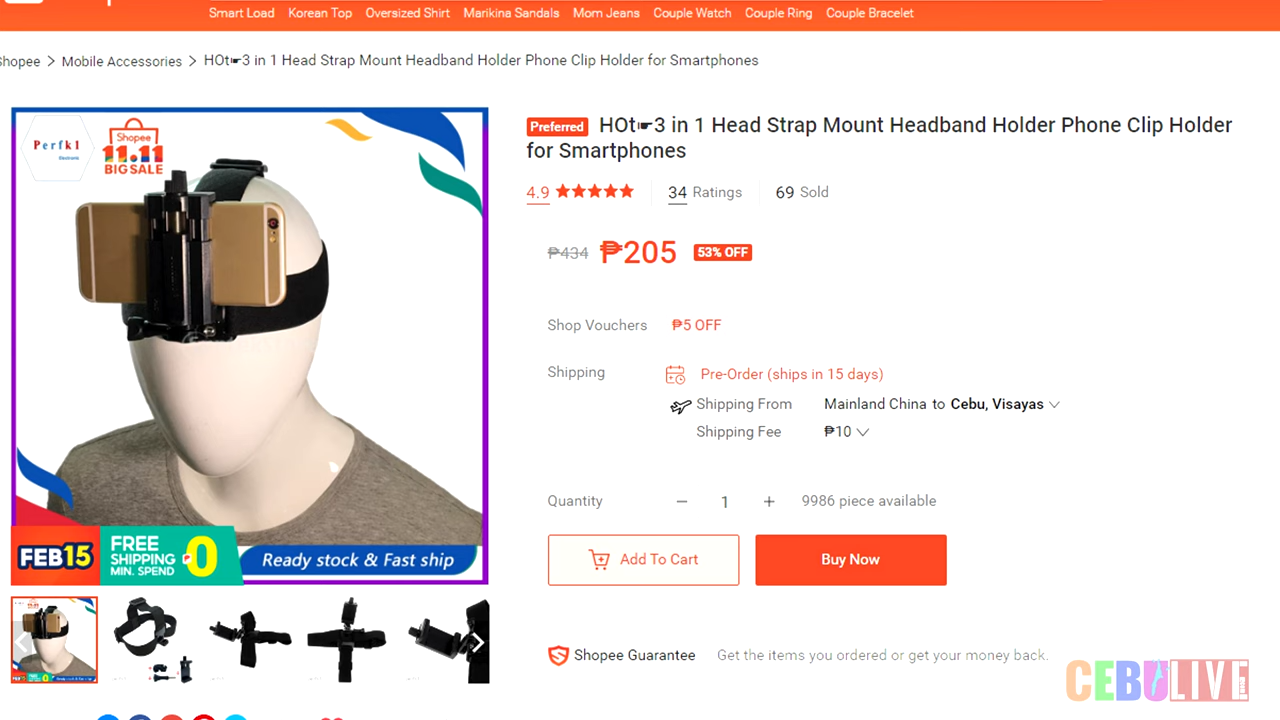 Smart Load Korean Top Oversized Shirt Marikina Sandals Mom Jeans Couple Watch Couple Ring Couple Bracelet
Shopee > Mobile Accessories > HOt☛3 in 1 Head Strap Mount Headband Holder Phone Clip Holder for Smartphones
Perfk1
Electronic
Shopee
11.11
BIG SALE
FEB15
FREE
SHIPPING
MIN. SPEND
₱0
Ready stock & Fast ship
Preferred HOt☛3 in 1 Head Strap Mount Headband Holder Phone Clip Holder
for Smartphones
4.9 34 Ratings 69 Sold
₱434 ₱205 53% OFF
Shop Vouchers ₱5 OFF
Shipping Pre-Order (ships in 15 days)
Shipping From Mainland China to Cebu, Visayas
Shipping Fee ₱10
Quantity − 1 + 9986 piece available
Add To Cart Buy Now
Shopee Guarantee Get the items you ordered or get your money back.
CEBULIVE